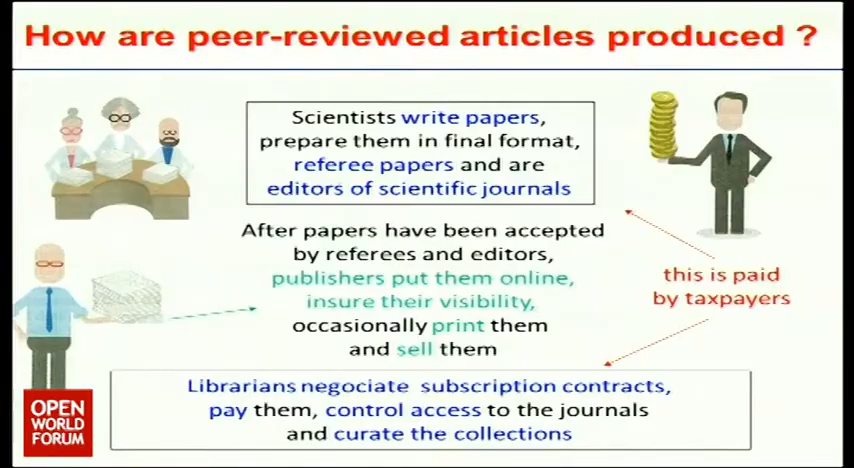 How are peer-reviewed articles produced ?
Scientists write papers,
prepare them in final format,
referee papers and are
editors of scientific journals
After papers have been accepted
by referees and editors,
publishers put them online,
insure their visibility,
occasionally print them
and sell them
this is paid
by taxpayers
Librarians negociate subscription contracts,
pay them, control access to the journals
and curate the collections
OPEN
WORLD
FORUM